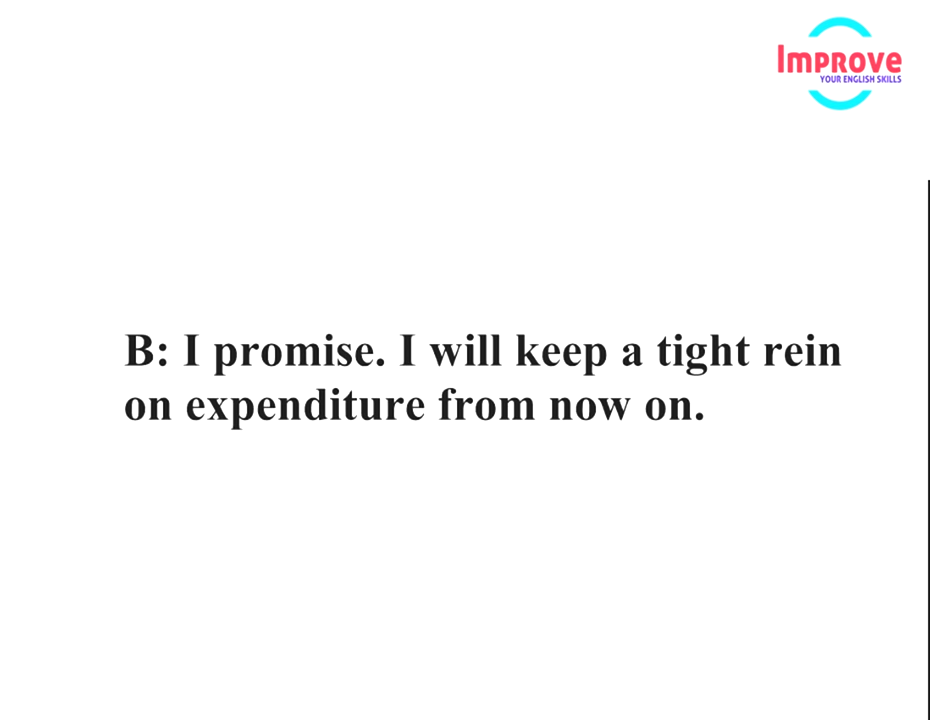 Improve
YOUR ENGLISH SKILLS
B: I promise. I will keep a tight rein
on expenditure from now on.